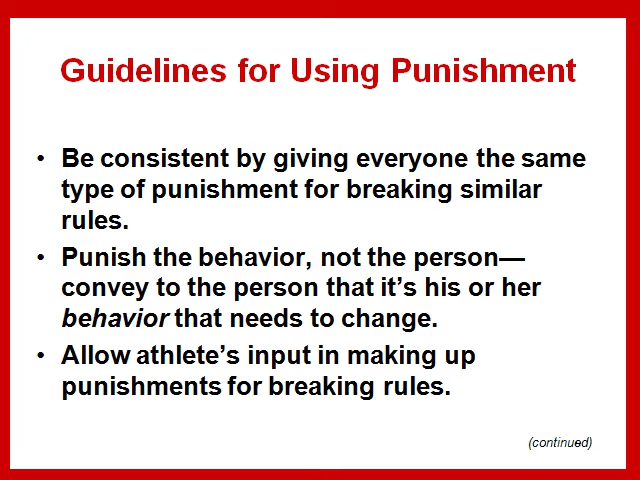 Guidelines for Using Punishment
• Be consistent by giving everyone the same
type of punishment for breaking similar
rules.
• Punish the behavior, not the person—
convey to the person that it’s his or her
behavior that needs to change.
• Allow athlete’s input in making up
punishments for breaking rules.
(continued)